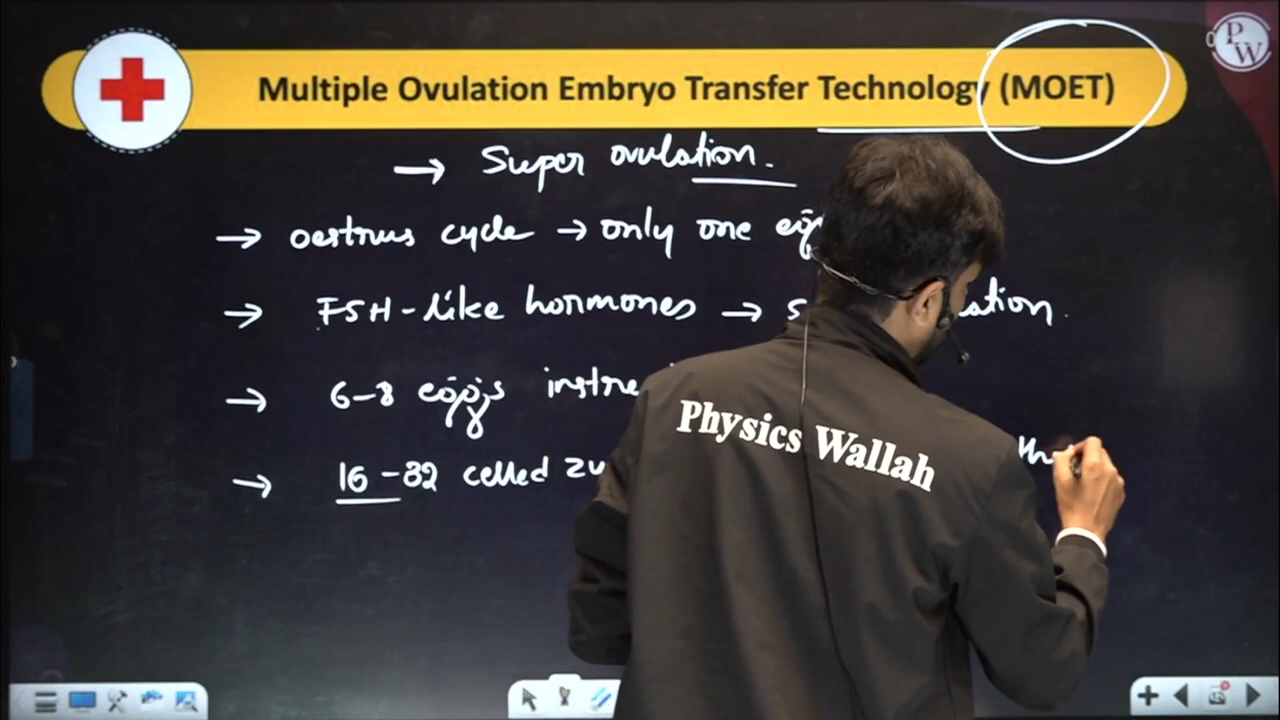 Multiple Ovulation Embryo Transfer Technology (MOET)
PW
→ Super ovulation.
→ oestrus cycle → only one
→ FSH-like hormones →
→ 6-8 eggs
→ 16-32 celled
Physics Wallah